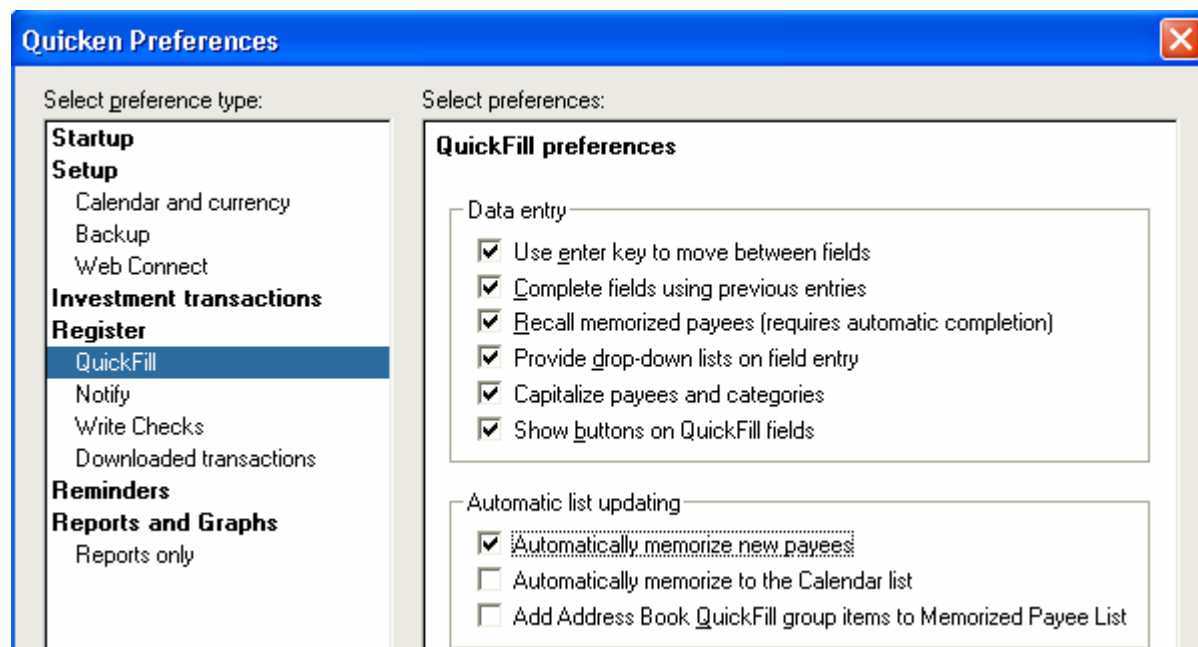 Quicken Preferences
Select preference type:
Startup
Setup
Calendar and currency
Backup
Web Connect
Investment transactions
Register
QuickFill
Notify
Write Checks
Downloaded transactions
Reminders
Reports and Graphs
Reports only
Select preferences:
QuickFill preferences
Data entry
Use enter key to move between fields
Complete fields using previous entries
Recall memorized payees (requires automatic completion)
Provide drop-down lists on field entry
Capitalize payees and categories
Show buttons on QuickFill fields
Automatic list updating
Automatically memorize new payees
Automatically memorize to the Calendar list
Add Address Book QuickFill group items to Memorized Payee List